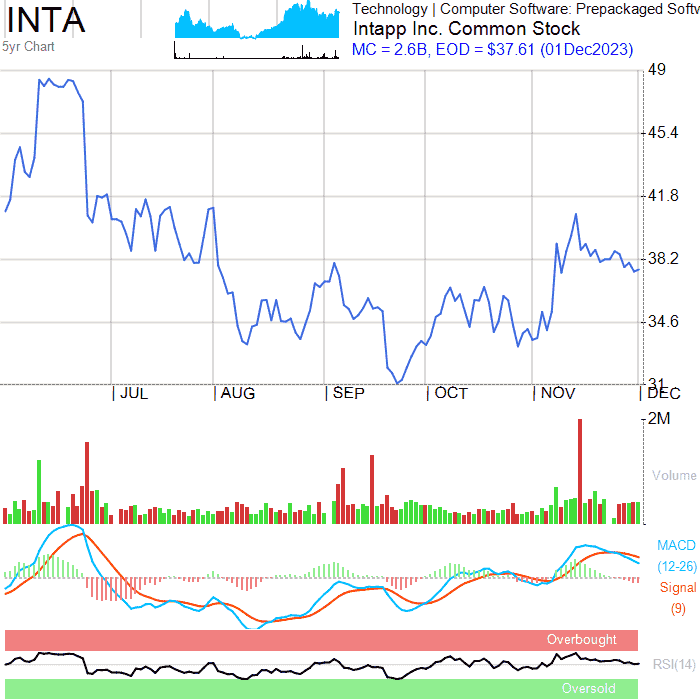 INTA
5yr Chart
Technology | Computer Software: Prepackaged Softw
Intapp Inc. Common Stock
MC = 2.6B, EOD = $37.61 (01Dec2023)
49
45.4
41.8
38.2
34.6
31
JUL
AUG
SEP
OCT
NOV
DEC
2M
Volume
MACD
(12-26)
Signal
(9)
Overbought
RSI(14)
Oversold